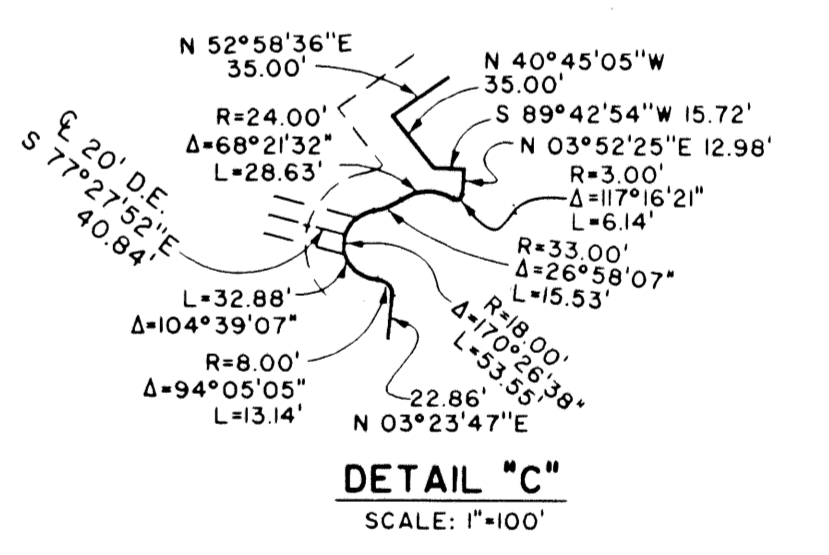 N 52°58'36"E
35.00'
N 40°45'05"W
35.00'
S 89°42'54"W 15.72'
N 03°52'25"E 12.98'
R=24.00'
Δ=68°21'32"
L=28.63'
R=3.00'
Δ=117°16'21"
L=6.14'
℄ 20' D.E.
S 77°27'52"E
40.84'
R=33.00'
Δ=26°58'07"
L=15.53'
L=32.88'
Δ=104°39'07"
R=18.00'
Δ=170°26'38"
L=53.55'
R=8.00'
Δ=94°05'05"
L=13.14'
22.86'
N 03°23'47"E
DETAIL "C"
SCALE: 1"=100'